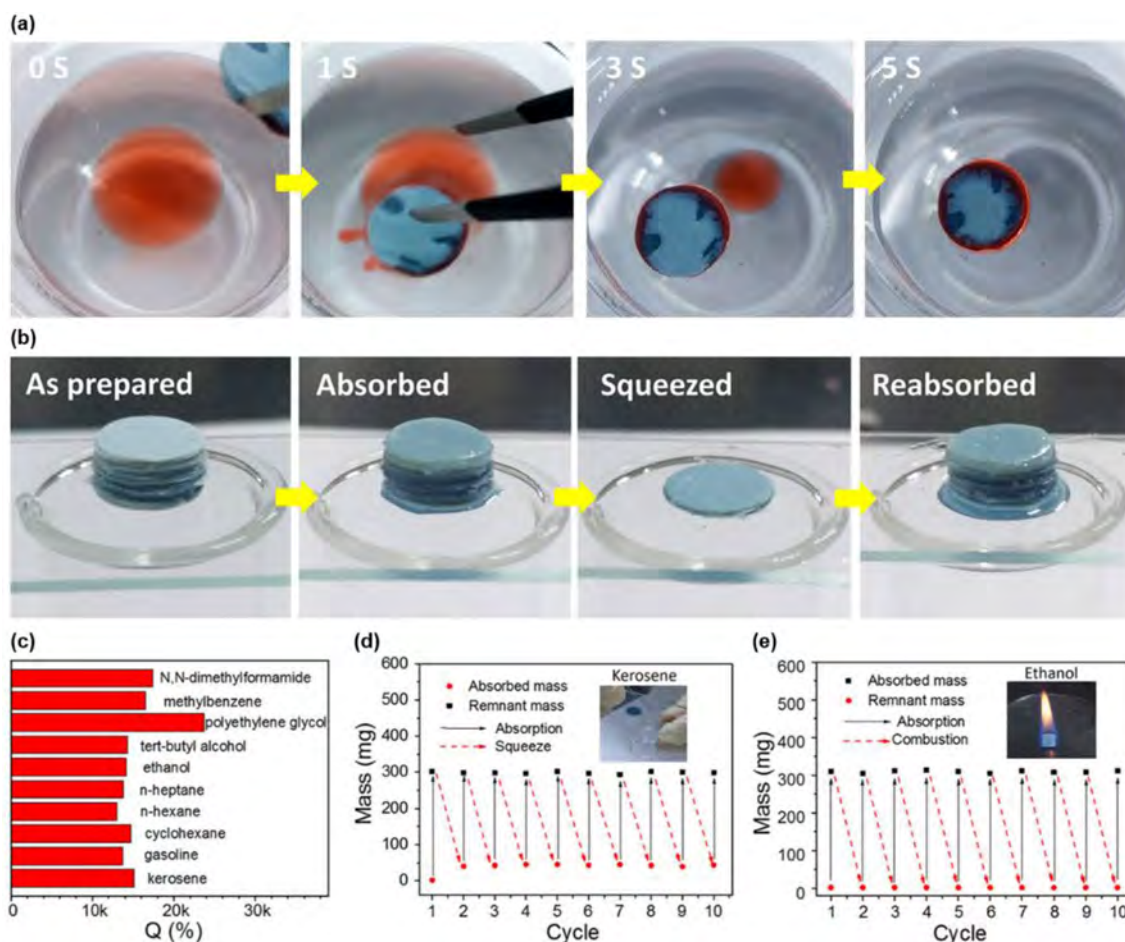 (a)
0 S
1 S
3 S
5 S
(b)
As prepared
Absorbed
Squeezed
Reabsorbed
(c)
N,N-dimethylformamide
methylbenzene
polyethylene glycol
tert-butyl alcohol
ethanol
n-heptane
n-hexane
cyclohexane
gasoline
kerosene
0 10k 20k 30k
Q (%)
(d)
600
500
400
300
200
100
0
Mass (mg)
Absorbed mass
Remnant mass
Absorption
Squeeze
Kerosene
1 2 3 4 5 6 7 8 9 10
Cycle
(e)
600
500
400
300
200
100
0
Mass (mg)
Absorbed mass
Remnant mass
Absorption
Combustion
Ethanol
1 2 3 4 5 6 7 8 9 10
Cycle